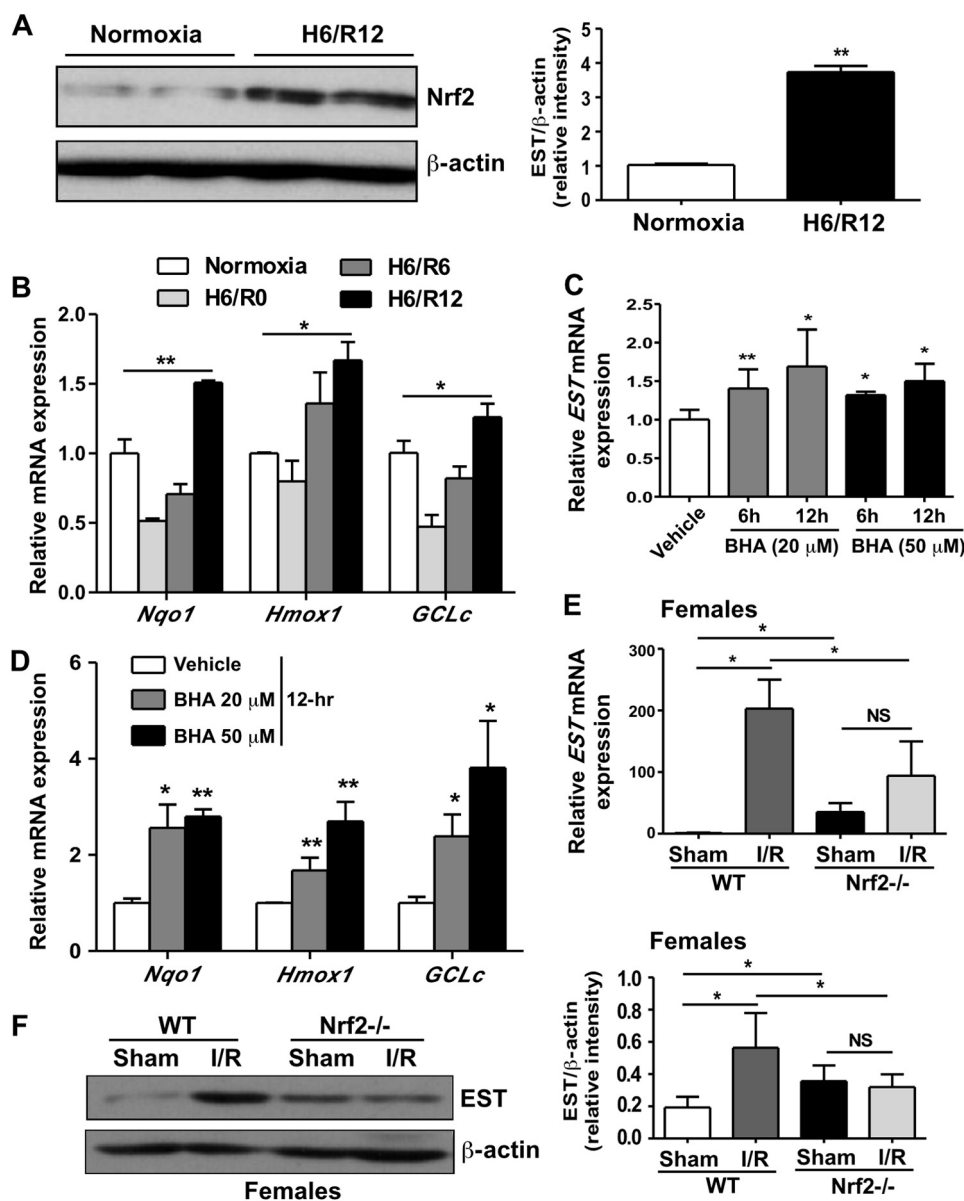 A
Normoxia H6/R12
Nrf2
β-actin
EST/β-actin
(relative intensity)
5
4
3
2
1
0
**
Normoxia H6/R12
B
Normoxia H6/R6
H6/R0 H6/R12
Relative mRNA expression
2.0
1.5
1.0
0.5
0.0
** * *
Nqo1 Hmox1 GCLc
C
Relative EST mRNA
expression
2.5
2.0
1.5
1.0
0.5
0.0
** * * *
Vehicle
6h 12h 6h 12h
BHA (20 μM) BHA (50 μM)
D
Vehicle
BHA 20 μM
BHA 50 μM
12-hr
Relative mRNA expression
6
4
2
0
* ** ** ** * *
Nqo1 Hmox1 GCLc
E
Females
Relative EST mRNA
expression
300
200
100
0
*
* *
NS
Sham I/R Sham I/R
WT Nrf2-/-
F
WT Nrf2-/-
Sham I/R Sham I/R
EST
β-actin
Females
Females
EST/β-actin
(relative intensity)
1.0
0.8
0.6
0.4
0.2
0.0
*
* *
NS
Sham I/R Sham I/R
WT Nrf2-/-